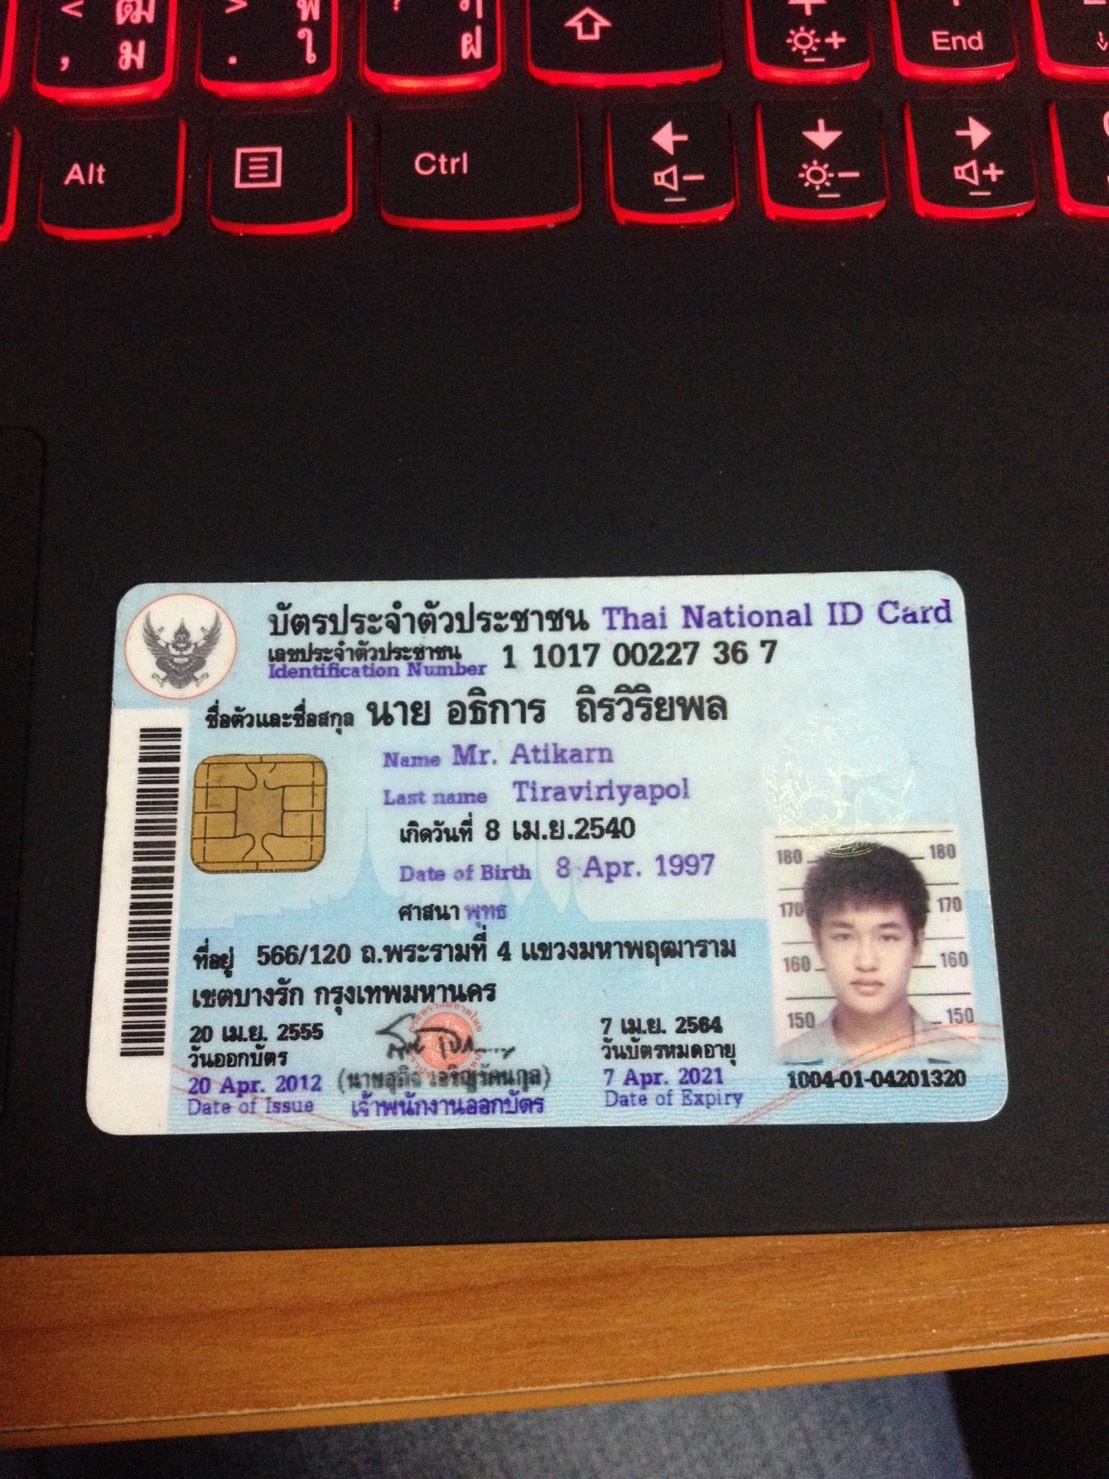 < ฒ
, ม
> ฬ
. ใ
? ฦ
ฝ
End
Alt
Ctrl
บัตรประจำตัวประชาชน Thai National ID Card
เลขประจำตัวประชาชน
Identification Number 1 1017 00227 36 7
ชื่อตัวและชื่อสกุล นาย อธิการ ถิรวิริยพล
Name Mr. Atikarn
Last name Tiraviriyapol
เกิดวันที่ 8 เม.ย.2540
Date of Birth 8 Apr. 1997
ศาสนา พุทธ
ที่อยู่ 566/120 ถ.พระรามที่ 4 แขวงมหาพฤฒาราม
เขตบางรัก กรุงเทพมหานคร
180 180
170 170
160 160
150 150
20 เม.ย. 2555
วันออกบัตร
20 Apr. 2012
Date of Issue
เจ้าพนักงานออกบัตร
7 เม.ย. 2564
วันบัตรหมดอายุ
7 Apr. 2021
Date of Expiry
1004-01-04201320